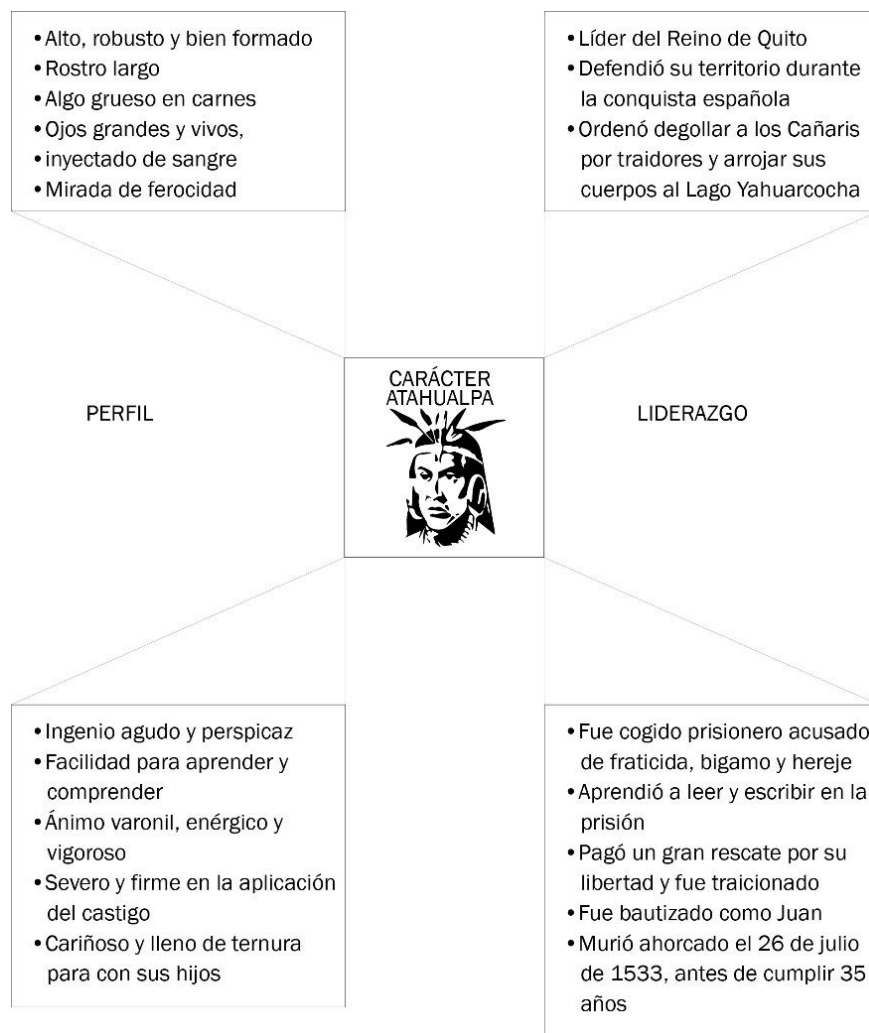 • Alto, robusto y bien formado
• Rostro largo
• Algo grueso en carnes
• Ojos grandes y vivos,
• inyectado de sangre
• Mirada de ferocidad
• Líder del Reino de Quito
• Defendió su territorio durante
la conquista española
• Ordenó degollar a los Cañaris
por traidores y arrojar sus
cuerpos al Lago Yahuarcocha
PERFIL
CARÁCTER
ATAHUALPA
LIDERAZGO
• Ingenio agudo y perspicaz
• Facilidad para aprender y
comprender
• Ánimo varonil, enérgico y
vigoroso
• Severo y firme en la aplicación
del castigo
• Cariñoso y lleno de ternura
para con sus hijos
• Fue cogido prisionero acusado
de fraticida, bigamo y hereje
• Aprendió a leer y escribir en la
prisión
• Pagó un gran rescate por su
libertad y fue traicionado
• Fue bautizado como Juan
• Murió ahorcado el 26 de julio
de 1533, antes de cumplir 35
años